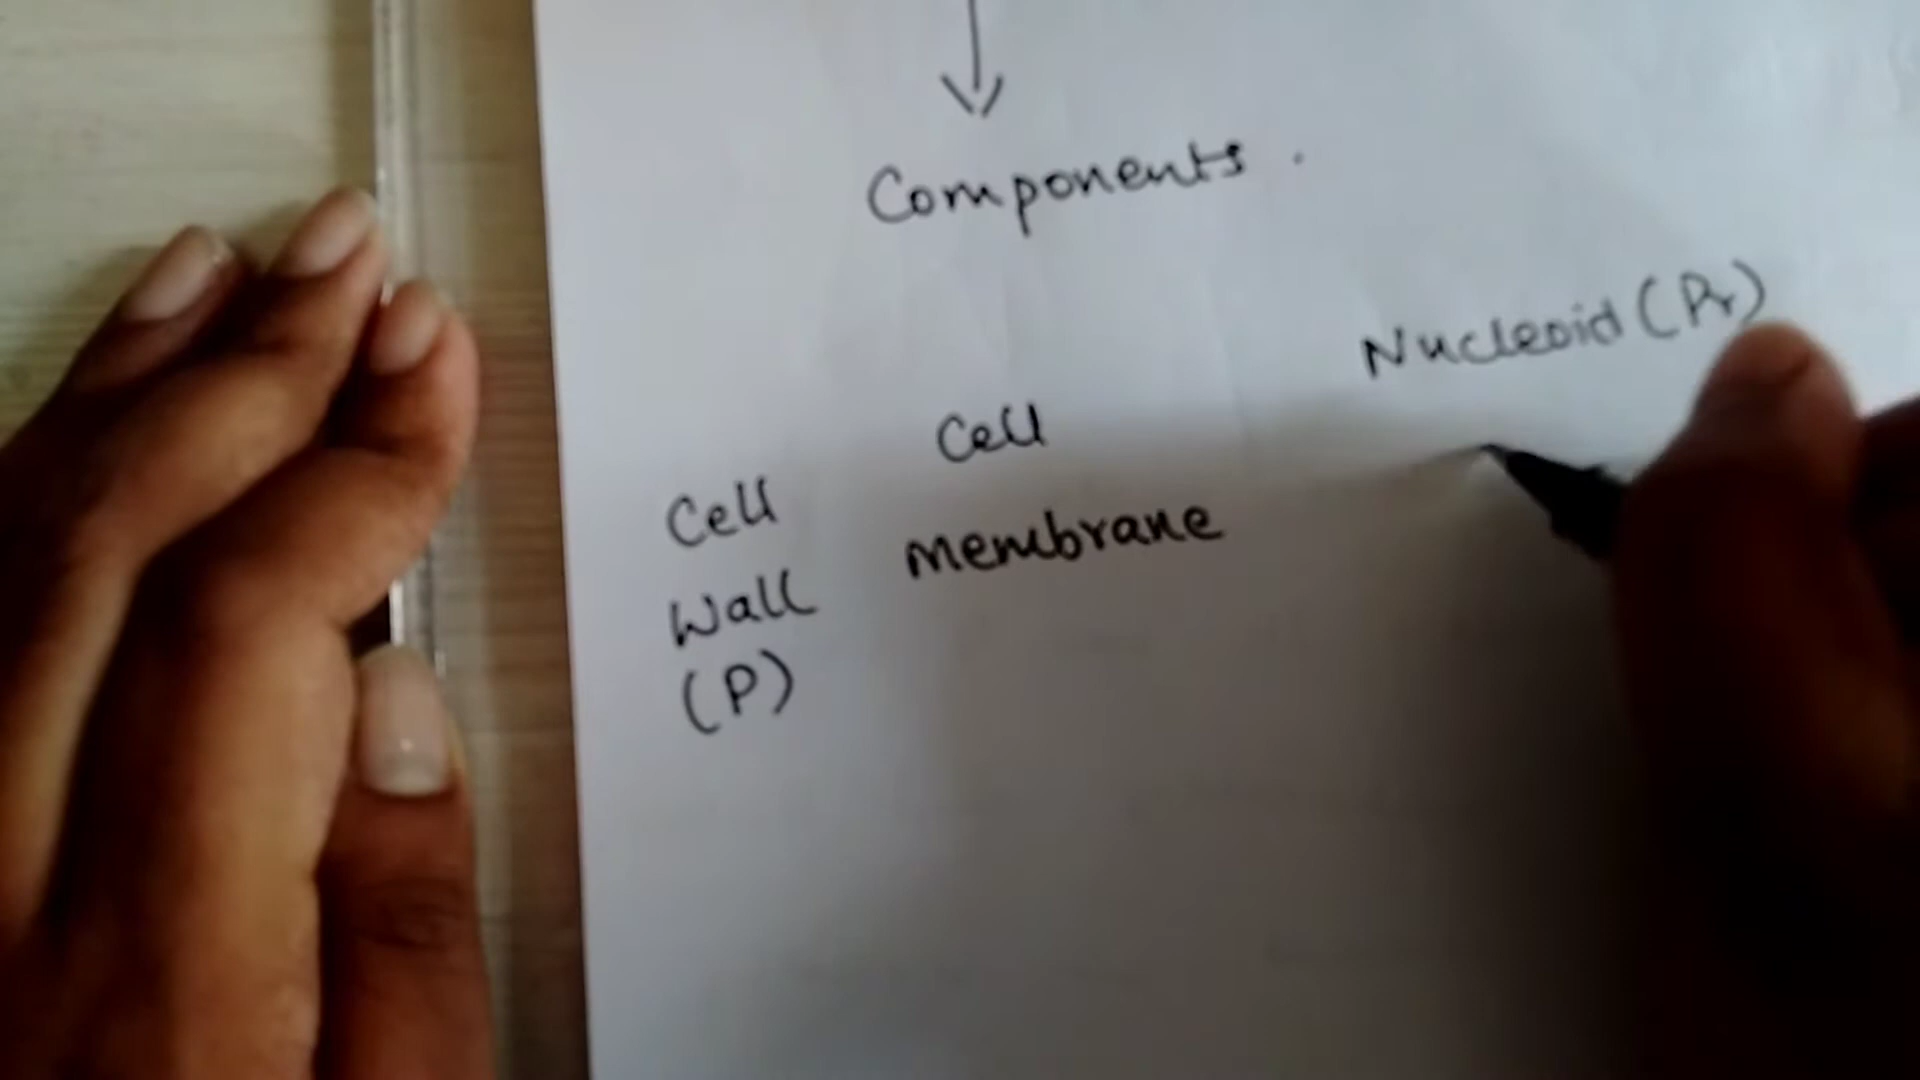 Components.
Nucleoid (Pr)
Cell
Membrane
Cell
Wall
(P)